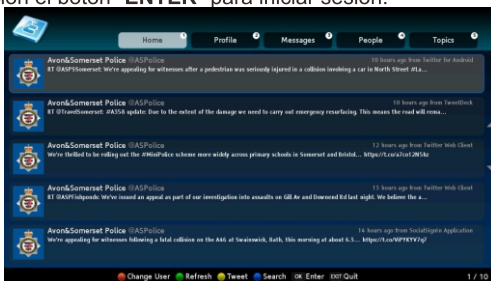 ión el botón "ENTER" para iniciar sesión.
Home 1 Profile 2 Messages 3 People 4 Topics 5
Avon&Somerset Police @ASPolice 10 hours ago from Twitter for Android
RT @ASPSSomerset: We're appealing for witnesses after a pedestrian was seriously injured in a collision involving a car in North Street #La...
Avon&Somerset Police @ASPolice 10 hours ago from TweetDeck
RT @TravelSomerset: #A358 update: Due to the extent of the damage we need to carry out emergency resurfacing. This means the road will rema...
Avon&Somerset Police @ASPolice 12 hours ago from Twitter Web Client
We're thrilled to be rolling out the #MiniPolice scheme more widely across primary schools in Somerset and Bristol...
Avon&Somerset Police @ASPolice 13 hours ago from Twitter Web Client
RT @ASPFishponds: We've issued an appeal as part of our investigation into assaults on Gill Av and Downend Rd last night. We believe the a...
Avon&Somerset Police @ASPolice 14 hours ago from SocialSignIn Application
We're appealing for witnesses following a fatal collision on the A46 at Swainswick, Bath, this morning at about 6.3...
Change User Refresh Tweet Search OK Enter EXIT Quit 1 / 10